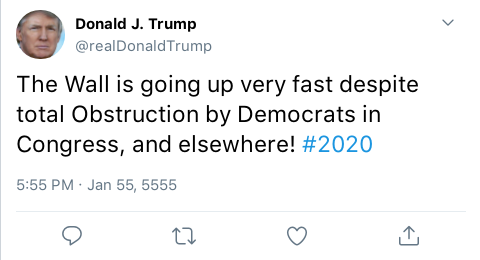 Donald J. Trump
@realDonaldTrump
The Wall is going up very fast despite
total Obstruction by Democrats in
Congress, and elsewhere! #2020
5:55 PM · Jan 55, 5555